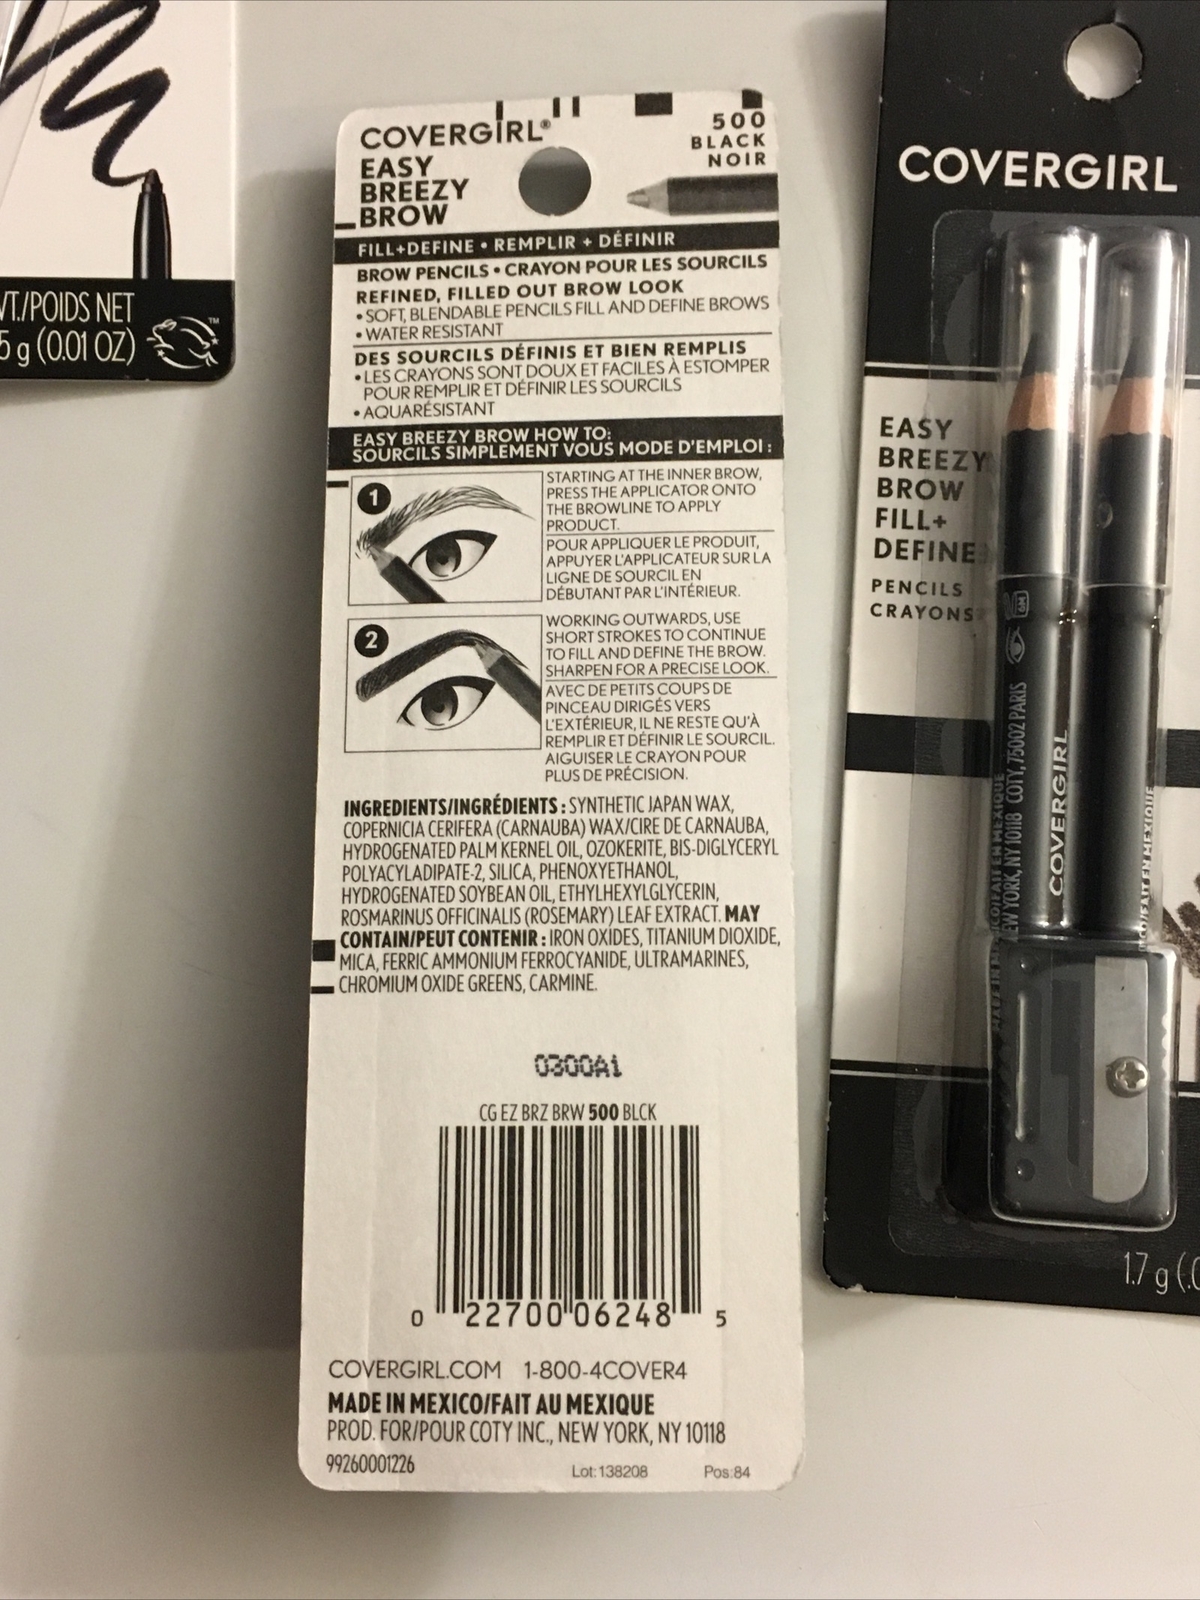 VT./POIDS NET
5 g (0.01 OZ)
™
COVERGIRL®
EASY
BREEZY
BROW
500
BLACK
NOIR
FILL+DEFINE • REMPLIR + DÉFINIR
BROW PENCILS • CRAYON POUR LES SOURCILS
REFINED, FILLED OUT BROW LOOK
• SOFT, BLENDABLE PENCILS FILL AND DEFINE BROWS
• WATER RESISTANT
DES SOURCILS DÉFINIS ET BIEN REMPLIS
• LES CRAYONS SONT DOUX ET FACILES À ESTOMPER
POUR REMPLIR ET DÉFINIR LES SOURCILS
• AQUARÉSISTANT
EASY BREEZY BROW HOW TO:
SOURCILS SIMPLEMENT VOUS MODE D'EMPLOI :
1
STARTING AT THE INNER BROW,
PRESS THE APPLICATOR ONTO
THE BROWLINE TO APPLY
PRODUCT.
POUR APPLIQUER LE PRODUIT,
APPUYER L'APPLICATEUR SUR LA
LIGNE DE SOURCIL EN
DÉBUTANT PAR L'INTÉRIEUR.
2
WORKING OUTWARDS, USE
SHORT STROKES TO CONTINUE
TO FILL AND DEFINE THE BROW.
SHARPEN FOR A PRECISE LOOK.
AVEC DE PETITS COUPS DE
PINCEAU DIRIGÉS VERS
L'EXTÉRIEUR, IL NE RESTE QU'À
REMPLIR ET DÉFINIR LE SOURCIL.
AIGUISER LE CRAYON POUR
PLUS DE PRÉCISION.
INGREDIENTS/INGRÉDIENTS : SYNTHETIC JAPAN WAX,
COPERNICIA CERIFERA (CARNAUBA) WAX/CIRE DE CARNAUBA,
HYDROGENATED PALM KERNEL OIL, OZOKERITE, BIS-DIGLYCERYL
POLYACYLADIPATE-2, SILICA, PHENOXYETHANOL,
HYDROGENATED SOYBEAN OIL, ETHYLHEXYLGLYCERIN,
ROSMARINUS OFFICINALIS (ROSEMARY) LEAF EXTRACT. MAY
CONTAIN/PEUT CONTENIR : IRON OXIDES, TITANIUM DIOXIDE,
MICA, FERRIC AMMONIUM FERROCYANIDE, ULTRAMARINES,
CHROMIUM OXIDE GREENS, CARMINE.
0300A1
CG EZ BRZ BRW 500 BLCK
0 22700 06248 5
COVERGIRL.COM 1-800-4COVER4
MADE IN MEXICO/FAIT AU MEXIQUE
PROD. FOR/POUR COTY INC., NEW YORK, NY 10118
99260001226
Lot:138208 Pos:84
COVERGIRL
EASY
BREEZY
BROW
FILL+
DEFINE
PENCILS
CRAYONS
NEW YORK, NY 10118 COTY, 75002 PARIS
COVERGIRL
1.7 g (.0